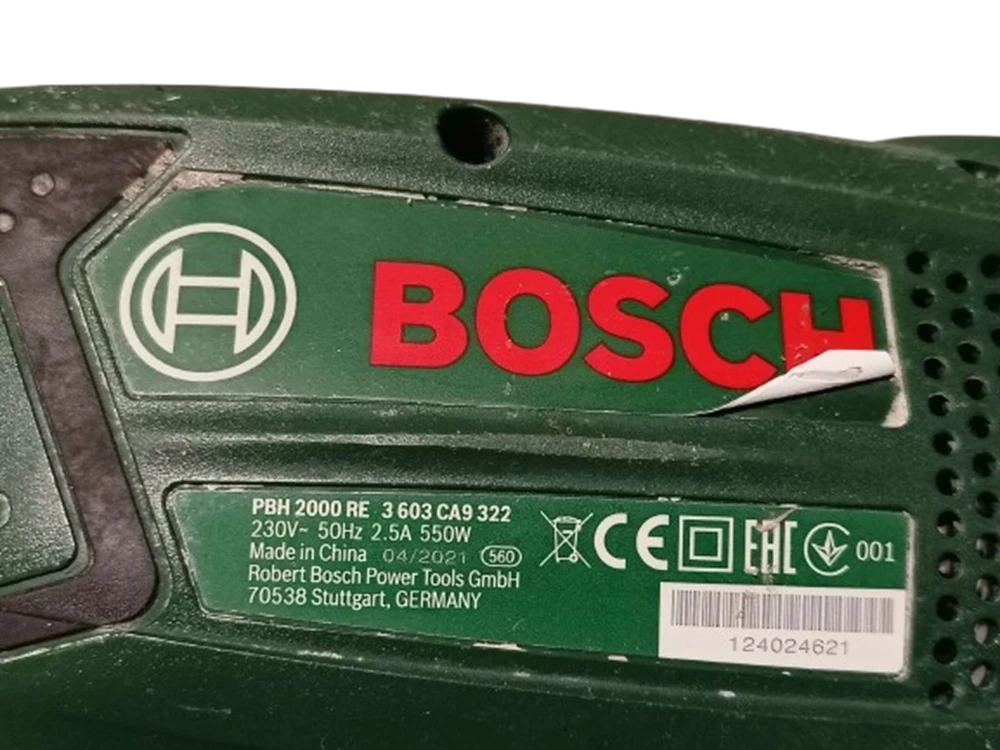 BOSCH
PBH 2000 RE 3 603 CA9 322
230V~ 50Hz 2.5A 550W
Made in China 04/2021 560
Robert Bosch Power Tools GmbH
70538 Stuttgart, GERMANY
CE EAC 001
124024621